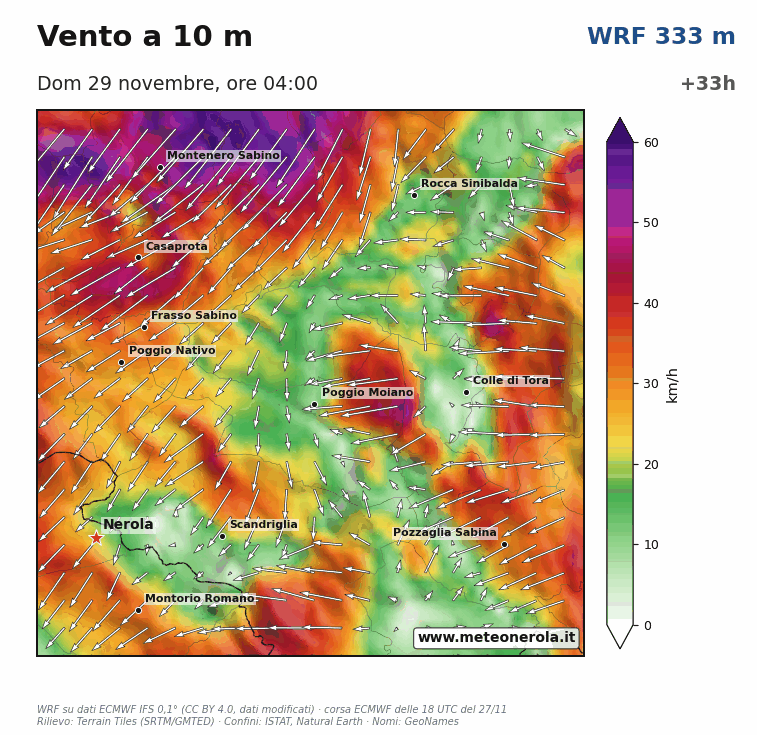 Vento a 10 m
WRF 333 m
Dom 29 novembre, ore 04:00
+33h
Montenero Sabino
Rocca Sinibalda
Casaprota
Frasso Sabino
Poggio Nativo
Colle di Tora
Poggio Moiano
Nerola
Scandriglia
Pozzaglia Sabina
Montorio Romano
www.meteonerola.it
60
50
40
30
20
10
0
km/h
WRF su dati ECMWF IFS 0,1° (CC BY 4.0, dati modificati) · corsa ECMWF delle 18 UTC del 27/11
Rilievo: Terrain Tiles (SRTM/GMTED) · Confini: ISTAT, Natural Earth · Nomi: GeoNames